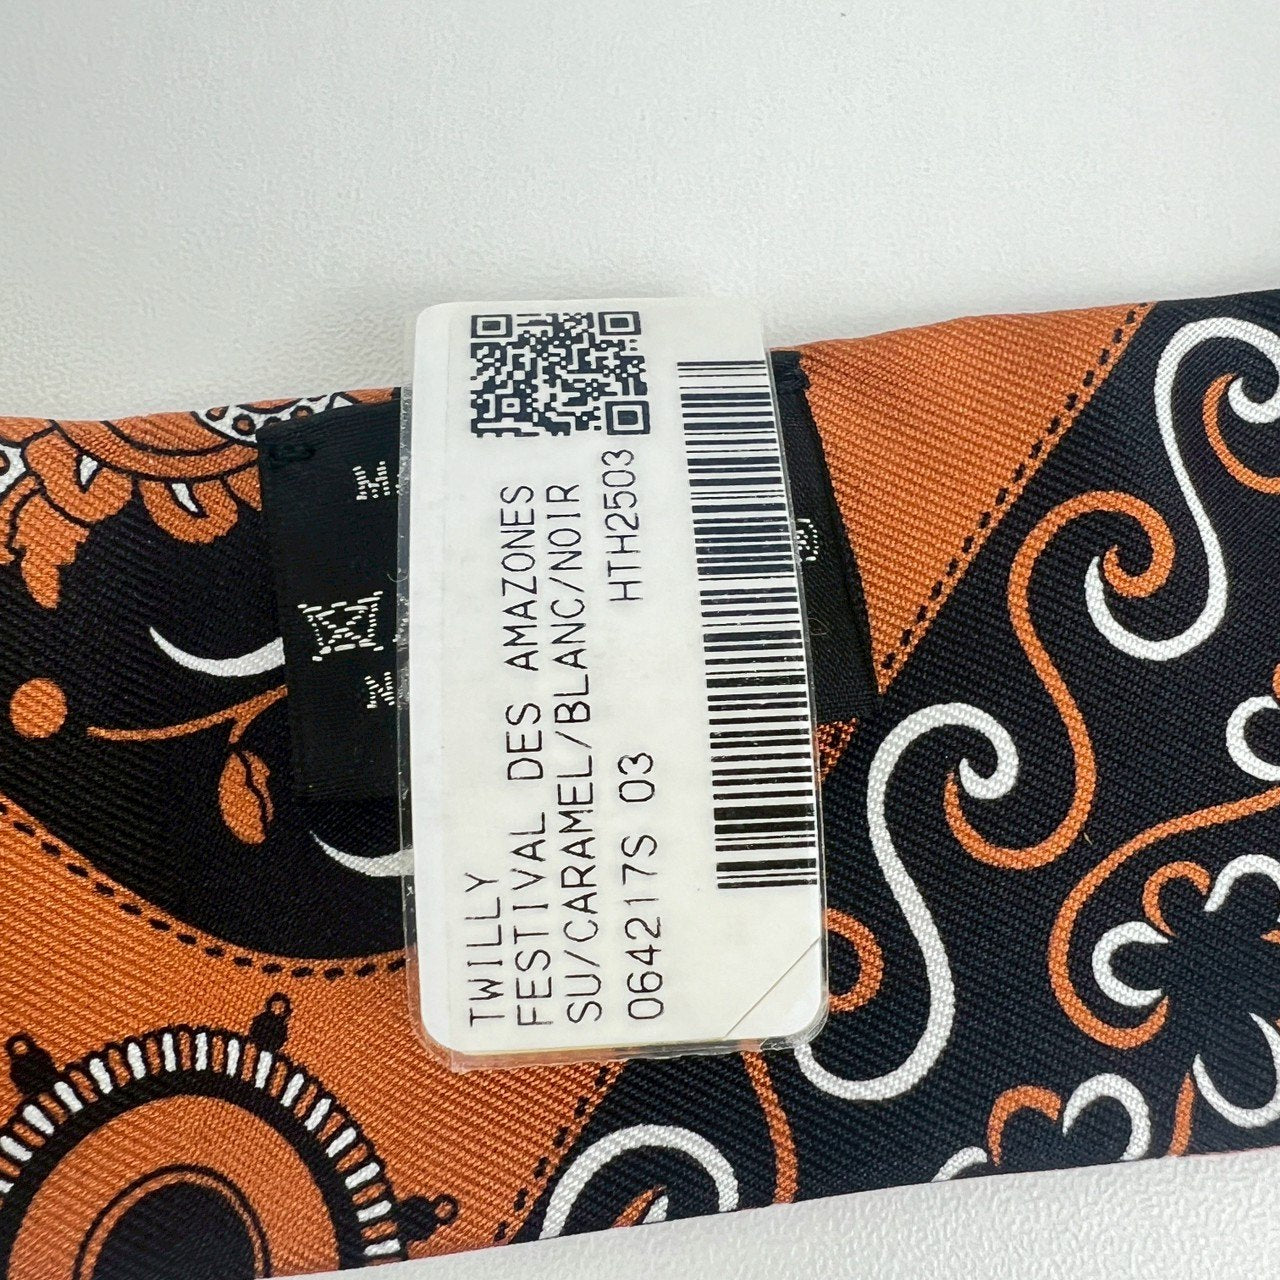 TWILLY
FESTIVAL DES AMAZONES
SU/CARAMEL/BLANC/NOIR
064217S 03 HTH2503